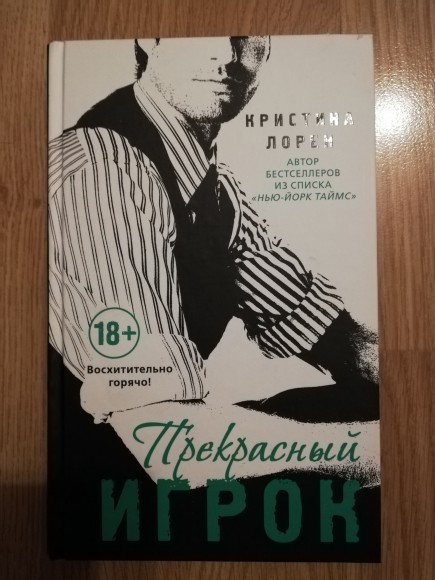 КРИСТИНА
ЛОРЕН
АВТОР
БЕСТСЕЛЛЕРОВ
ИЗ СПИСКА
«НЬЮ-ЙОРК ТАЙМС»
18+
Восхитительно
горячо!
Прекрасный
ИГРОК